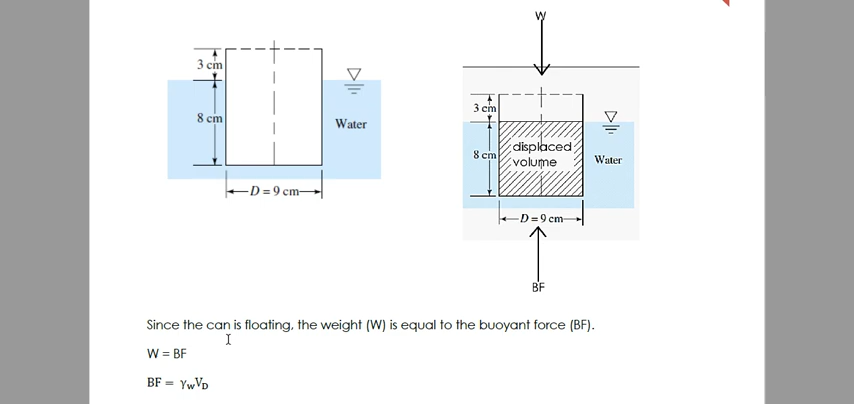 3 cm
8 cm
Water
D = 9 cm
W
3 cm
8 cm
displaced
volume
Water
D = 9 cm
BF
Since the can is floating, the weight (W) is equal to the buoyant force (BF).
W = BF
BF = γwVD